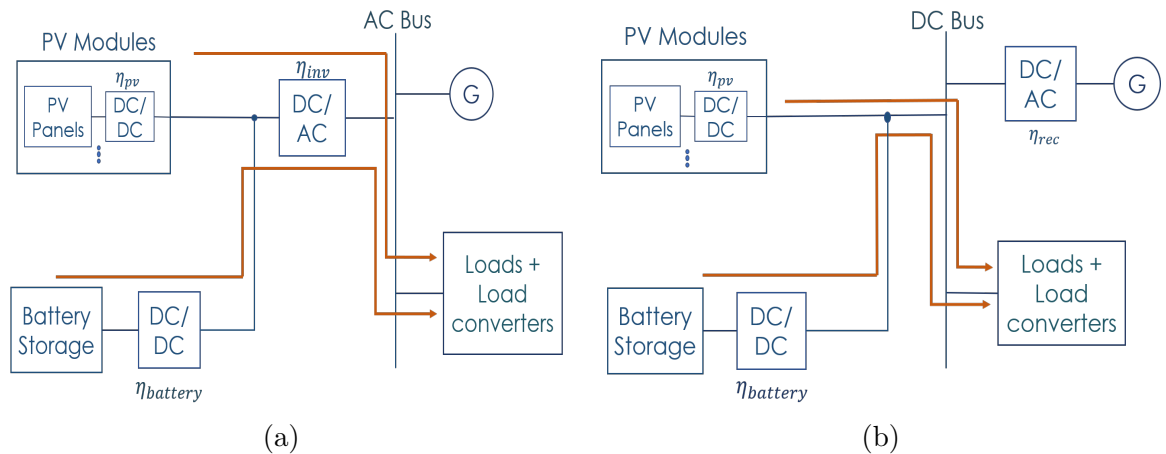 AC Bus
PV Modules
η_inv
η_pv
PV
Panels
DC/
DC
DC/
AC
G
Battery
Storage
DC/
DC
η_battery
Loads +
Load
converters
(a)
DC Bus
PV Modules
η_pv
PV
Panels
DC/
DC
DC/
AC
G
η_rec
Battery
Storage
DC/
DC
η_battery
Loads +
Load
converters
(b)